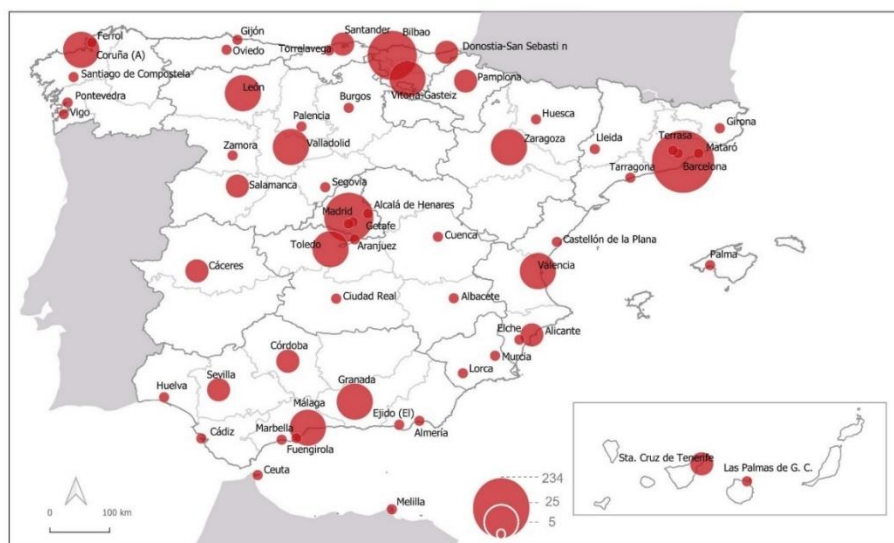 Gijón
Santander
Bilbao
Ferrol
Coruña (A)
Oviedo
Torrelavega
Donostia-San Sebasti n
Santiago de Compostela
León
Vitoria-Gasteiz
Pamplona
Pontevedra
Vigo
Burgos
Palencia
Huesca
Girona
Zamora
Valladolid
Zaragoza
Lleida
Terrasa
Mataró
Barcelona
Tarragona
Salamanca
Segovia
Madrid
Alcalá de Henares
Getafe
Toledo
Aranjuez
Cuenca
Castellón de la Plana
Palma
Cáceres
Valencia
Ciudad Real
Albacete
Elche
Alicante
Córdoba
Murcia
Lorca
Huelva
Sevilla
Granada
Málaga
Ejido (El)
Almería
Cádiz
Marbella
Fuengirola
Ceuta
Melilla
Sta. Cruz de Tenerife
Las Palmas de G. C.
234
25
5
0
100 km